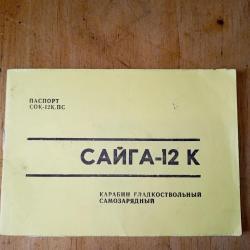 ПАСПОРТ
СОК-12К.ПС
САЙГА-12 К
КАРАБИН ГЛАДКОСТВОЛЬНЫЙ
САМОЗАРЯДНЫЙ